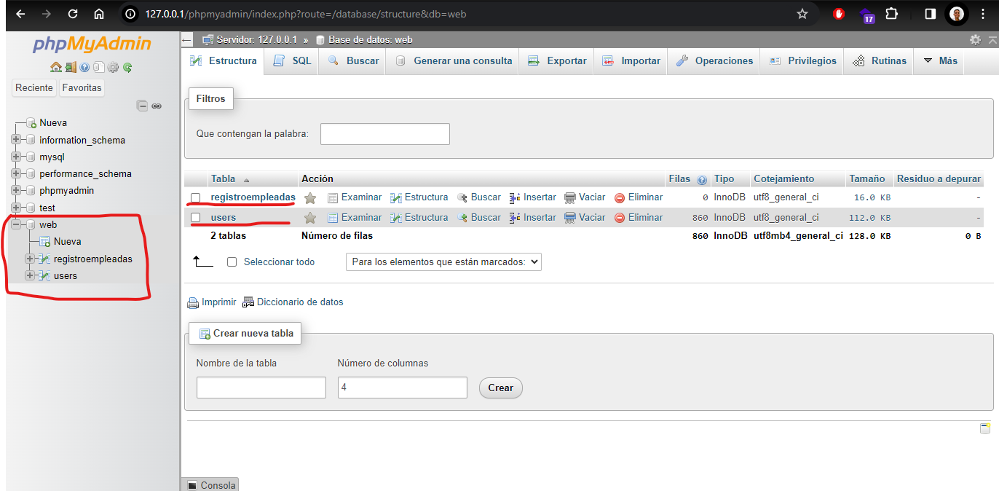 127.0.0.1/phpmyadmin/index.php?route=/database/structure&db=web
17
phpMyAdmin
Reciente Favoritas
Nueva
information_schema
mysql
performance_schema
phpmyadmin
test
web
Nueva
registroempleadas
users
Servidor: 127.0.0.1 » Base de datos: web
Estructura SQL Buscar Generar una consulta Exportar Importar Operaciones Privilegios Rutinas Más
Filtros
Que contengan la palabra:
Tabla Acción Filas Tipo Cotejamiento Tamaño Residuo a depurar
registroempleadas Examinar Estructura Buscar Insertar Vaciar Eliminar 0 InnoDB utf8_general_ci 16.0 KB -
users Examinar Estructura Buscar Insertar Vaciar Eliminar 860 InnoDB utf8_general_ci 112.0 KB -
2 tablas Número de filas 860 InnoDB utf8mb4_general_ci 128.0 KB 0 B
Seleccionar todo Para los elementos que están marcados:
Imprimir Diccionario de datos
Crear nueva tabla
Nombre de la tabla Número de columnas
4 Crear
Consola